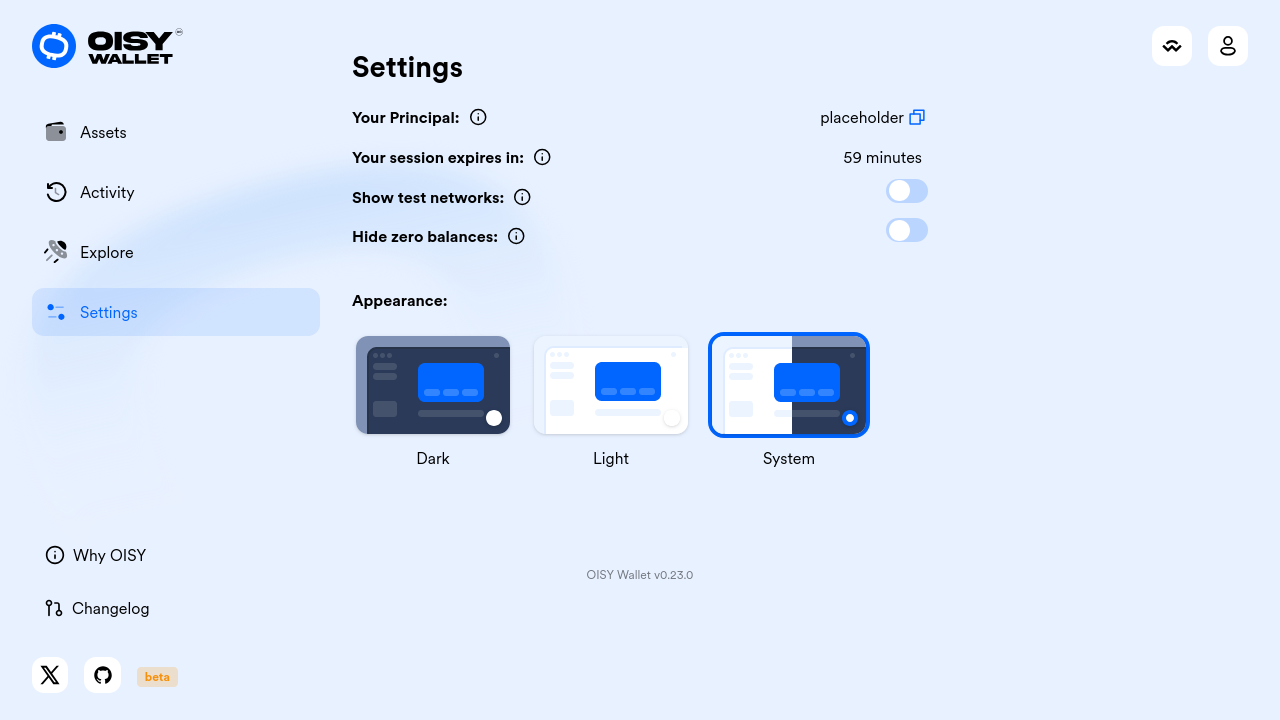 OISY
WALLET
Settings
Your Principal:
placeholder
Your session expires in:
59 minutes
Show test networks:
Hide zero balances:
Appearance:
Dark
Light
System
Assets
Activity
Explore
Settings
Why OISY
Changelog
beta
OISY Wallet v0.23.0